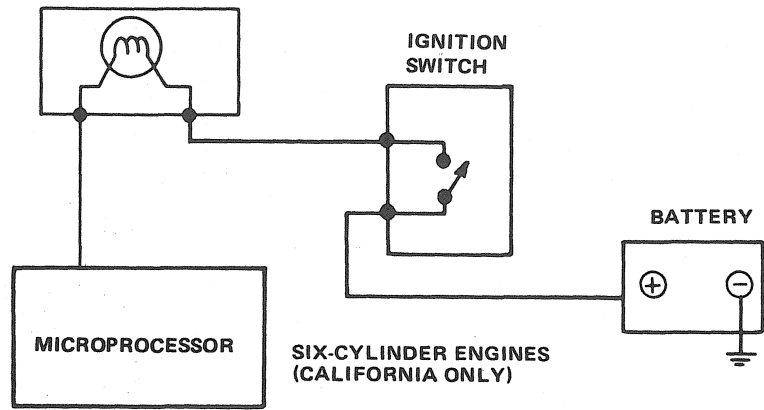 IGNITION
SWITCH
BATTERY
+
−
MICROPROCESSOR
SIX-CYLINDER ENGINES
(CALIFORNIA ONLY)